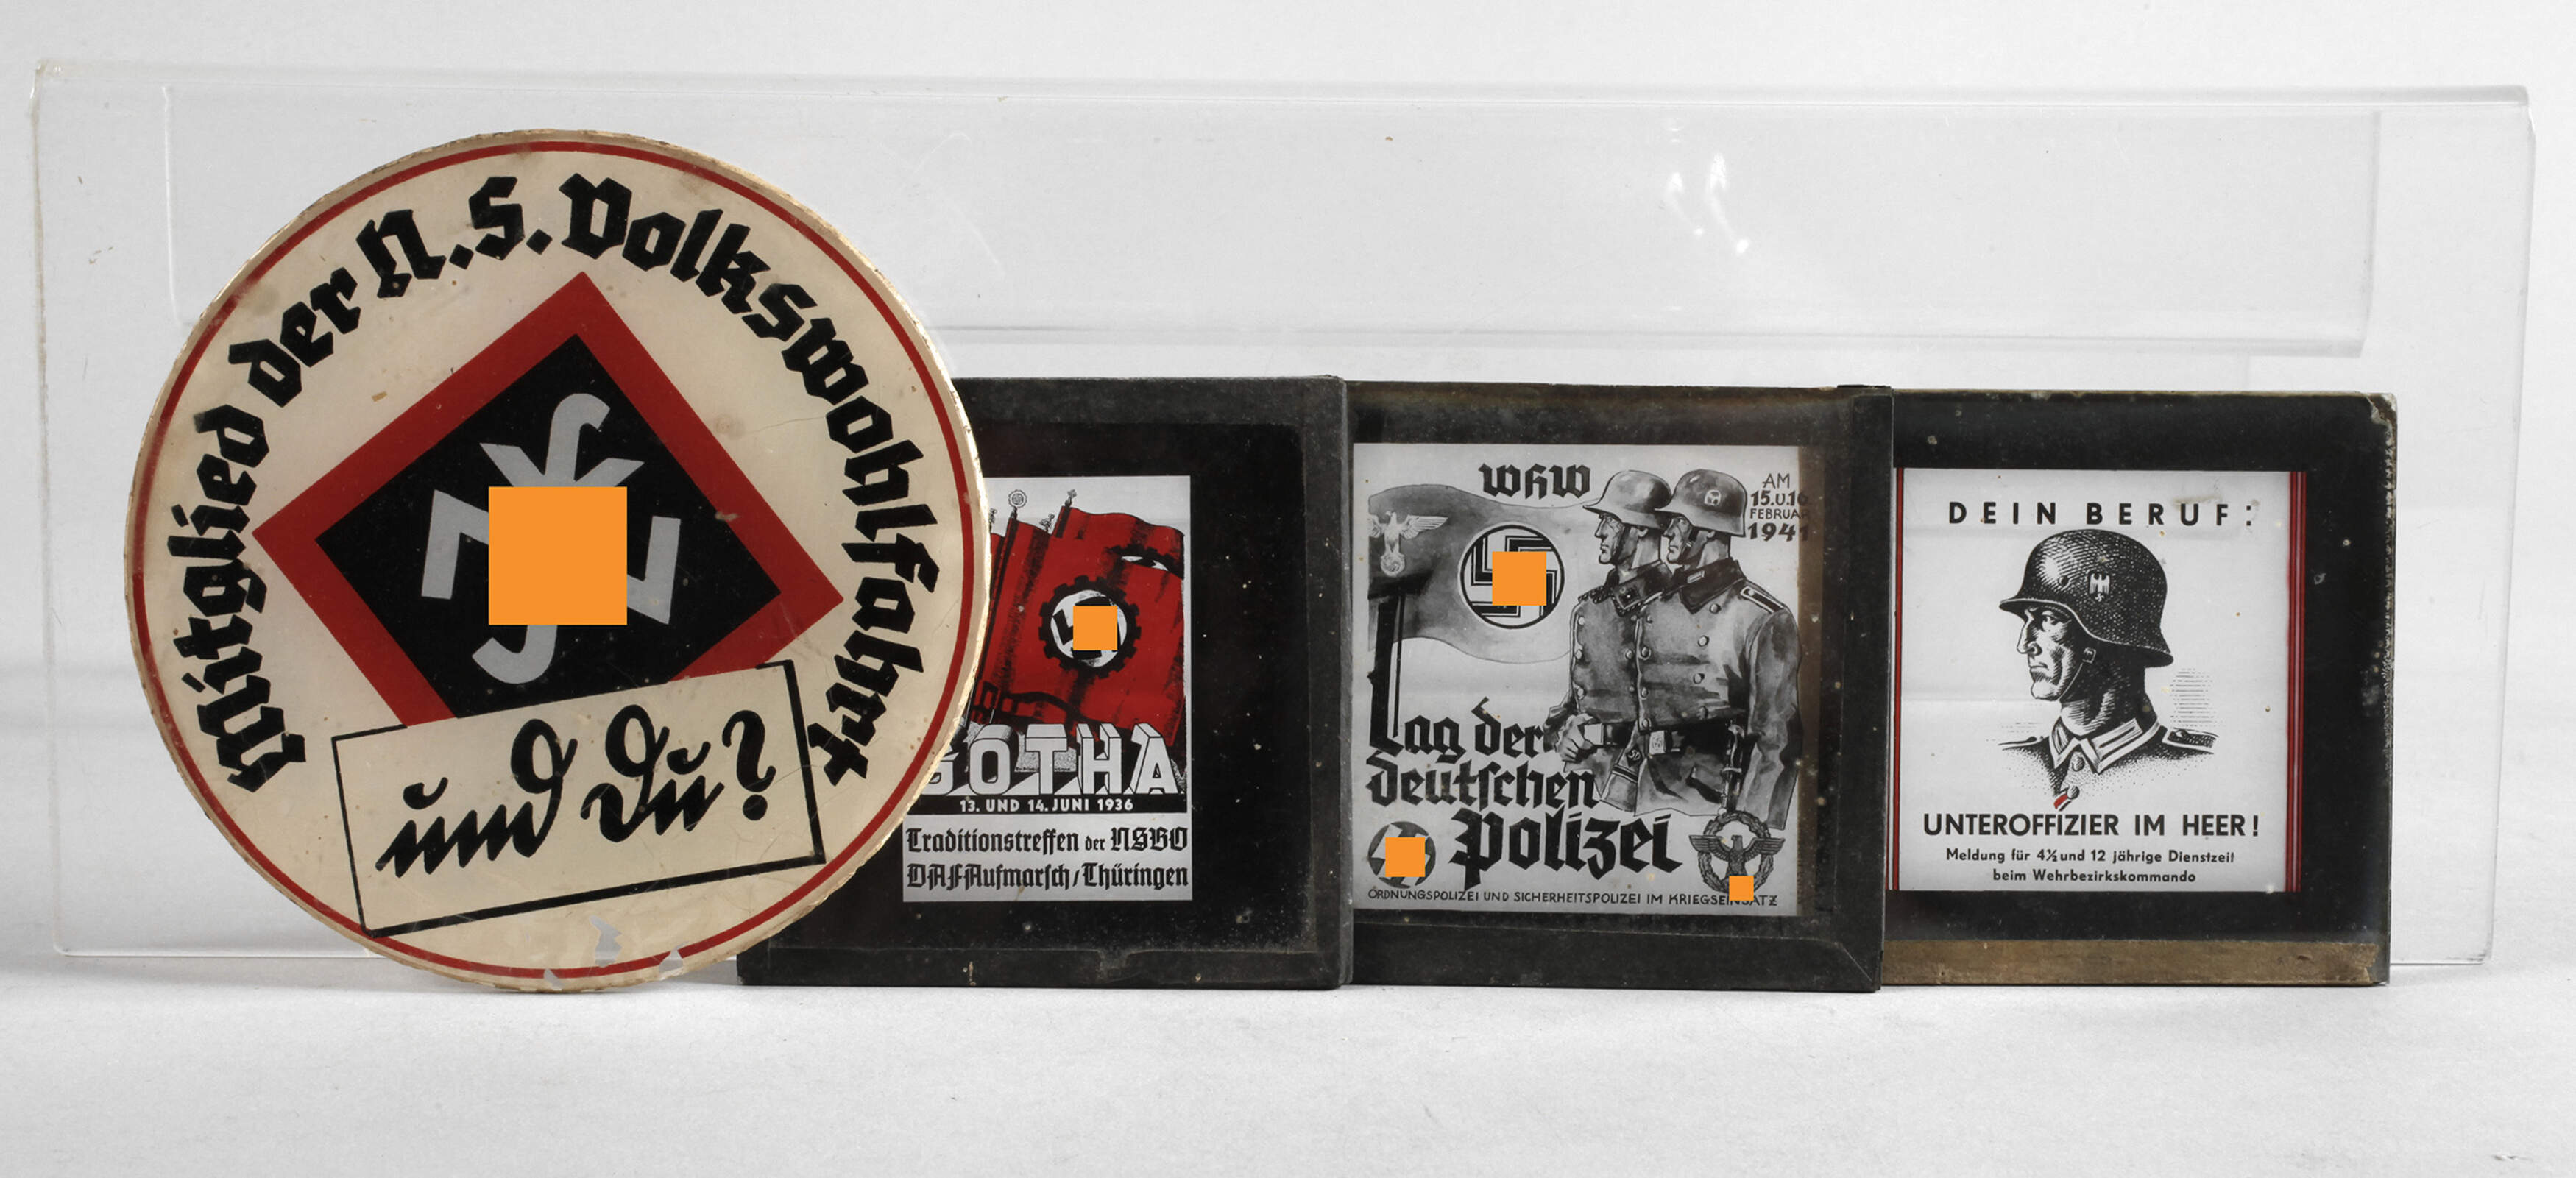 Mitglied der N.S. Volkswohlfahrt
und du?
GOTHA
13. UND 14. JUNI 1936
Traditionstreffen der NSBO
DAF Aufmarsch/Thüringen
WHW
AM
15.U.16
FEBRUAR
1941
Tag der
deutschen
Polizei
ORDNUNGSPOLIZEI UND SICHERHEITSPOLIZEI IM KRIEGSEINSATZ
DEIN BERUF:
UNTEROFFIZIER IM HEER!
Meldung für 4½ und 12 jährige Dienstzeit
beim Wehrbezirkskommando